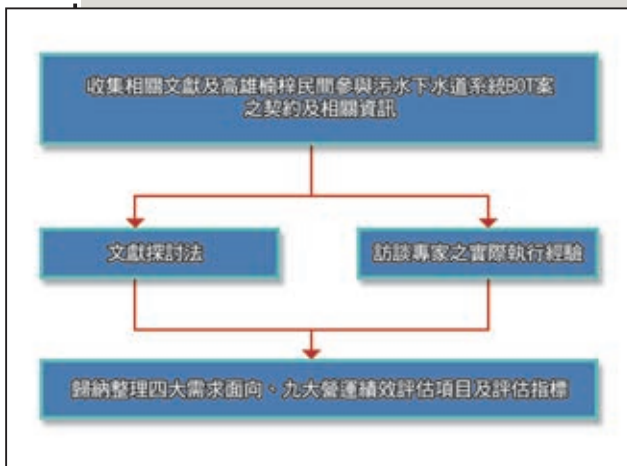 收集相關文獻及高雄楠梓民間參與污水下水道系統BOT案
之契約及相關資訊
文獻探討法
訪談專家之實際執行經驗
歸納整理四大需求面向、九大營運績效評估項目及評估指標